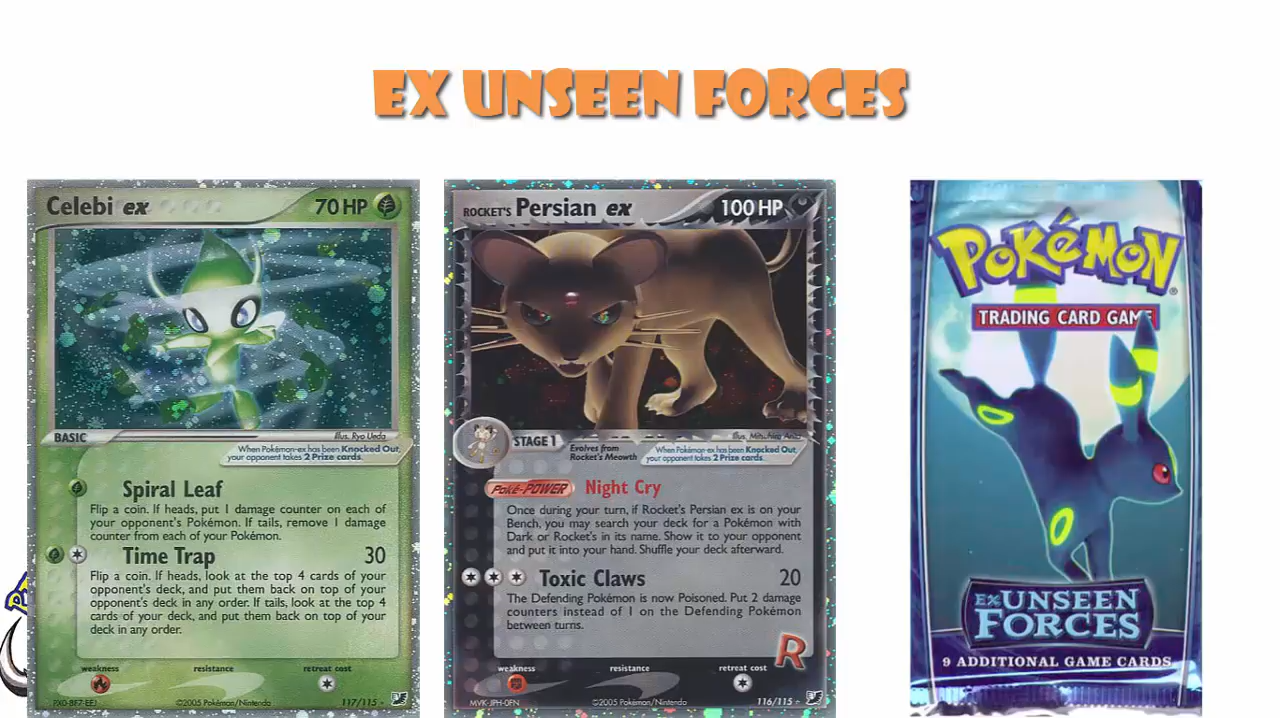 EX UNSEEN FORCES
Celebi ex
70 HP
BASIC
Illus. Ryo Ueda
When Pokémon-ex has been Knocked Out,
your opponent takes 2 Prize cards.
Spiral Leaf
Flip a coin. If heads, put 1 damage counter on each of
your opponent's Pokémon. If tails, remove 1 damage
counter from each of your Pokémon.
Time Trap 30
Flip a coin. If heads, look at the top 4 cards of your
opponent's deck, and put them back on top of your
opponent's deck in any order. If tails, look at the top 4
cards of your deck, and put them back on top of your
deck in any order.
weakness resistance retreat cost
©2005 Pokémon/Nintendo
117/115
ROCKET'S Persian ex
100 HP
STAGE 1
Evolves from
Rocket's Meowth
Illus. Mitsuhiro Arita
When Pokémon-ex has been Knocked Out,
your opponent takes 2 Prize cards.
Poké-POWER Night Cry
Once during your turn, if Rocket's Persian ex is on your
Bench, you may search your deck for a Pokémon with
Dark or Rocket's in its name. Show it to your opponent
and put it into your hand. Shuffle your deck afterward.
Toxic Claws 20
The Defending Pokémon is now Poisoned. Put 2 damage
counters instead of 1 on the Defending Pokémon
between turns.
R
weakness resistance retreat cost
MVK-JPH-0FN
©2005 Pokémon/Nintendo
116/115
POKéMON
TRADING CARD GAME
EX UNSEEN
FORCES
9 ADDITIONAL GAME CARDS